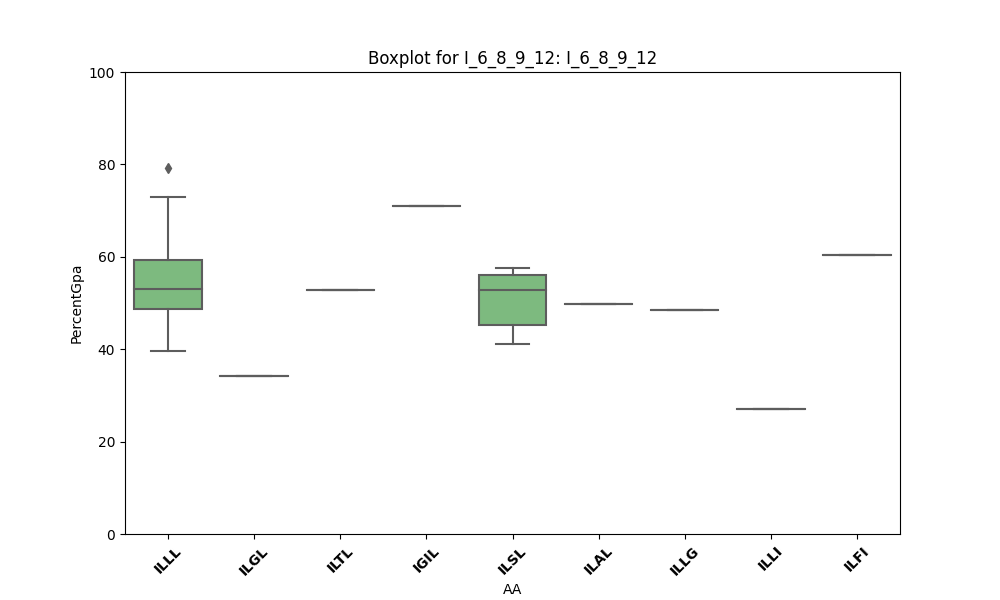 Boxplot for I_6_8_9_12: I_6_8_9_12
100
80
60
40
20
0
PercentGpa
ILLL
ILGL
ILTL
IGIL
ILSL
ILAL
ILLG
ILLI
ILFI
AA